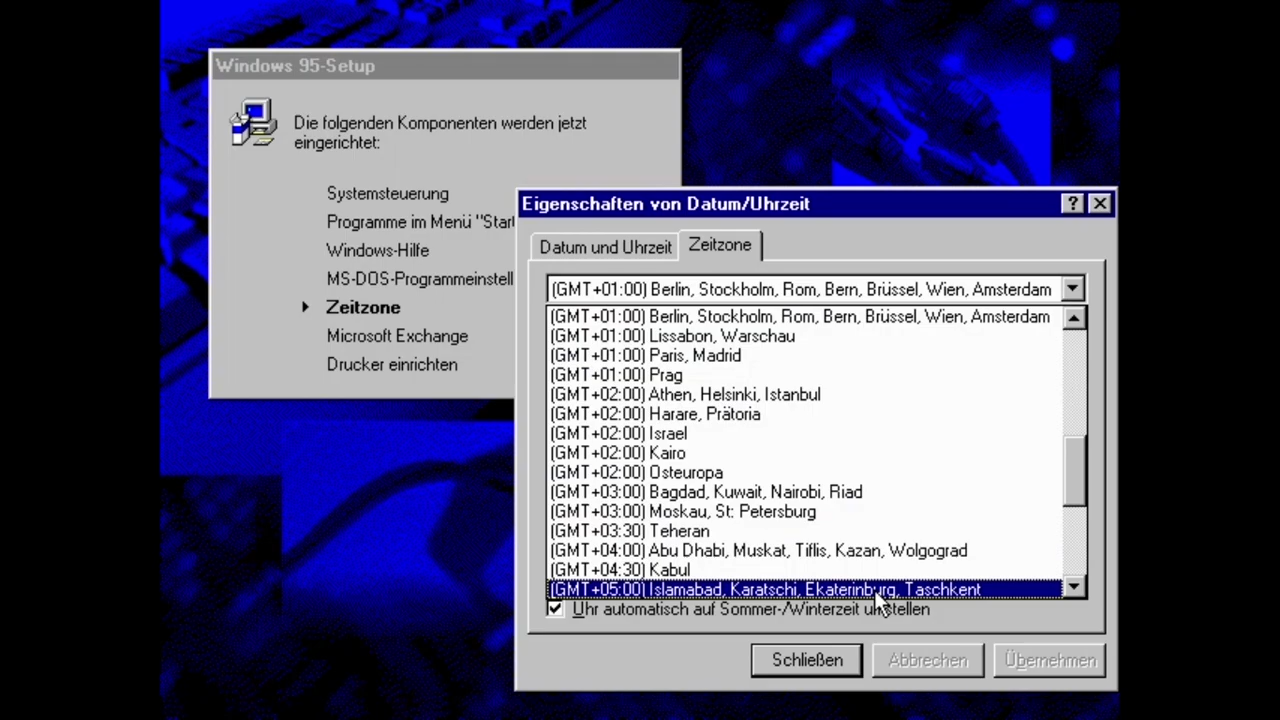 Windows 95-Setup
Die folgenden Komponenten werden jetzt
eingerichtet:
Systemsteuerung
Programme im Menü "Start
Windows-Hilfe
MS-DOS-Programmeinstell
Zeitzone
Microsoft Exchange
Drucker einrichten
Eigenschaften von Datum/Uhrzeit
Datum und Uhrzeit
Zeitzone
(GMT+01:00) Berlin, Stockholm, Rom, Bern, Brüssel, Wien, Amsterdam
(GMT+01:00) Berlin, Stockholm, Rom, Bern, Brüssel, Wien, Amsterdam
(GMT+01:00) Lissabon, Warschau
(GMT+01:00) Paris, Madrid
(GMT+01:00) Prag
(GMT+02:00) Athen, Helsinki, Istanbul
(GMT+02:00) Harare, Prätoria
(GMT+02:00) Israel
(GMT+02:00) Kairo
(GMT+02:00) Osteuropa
(GMT+03:00) Bagdad, Kuwait, Nairobi, Riad
(GMT+03:00) Moskau, St: Petersburg
(GMT+03:30) Teheran
(GMT+04:00) Abu Dhabi, Muskat, Tiflis, Kazan, Wolgograd
(GMT+04:30) Kabul
(GMT+05:00) Islamabad, Karatschi, Ekaterinburg, Taschkent
Uhr automatisch auf Sommer-/Winterzeit umstellen
Schließen
Abbrechen
Übernehmen